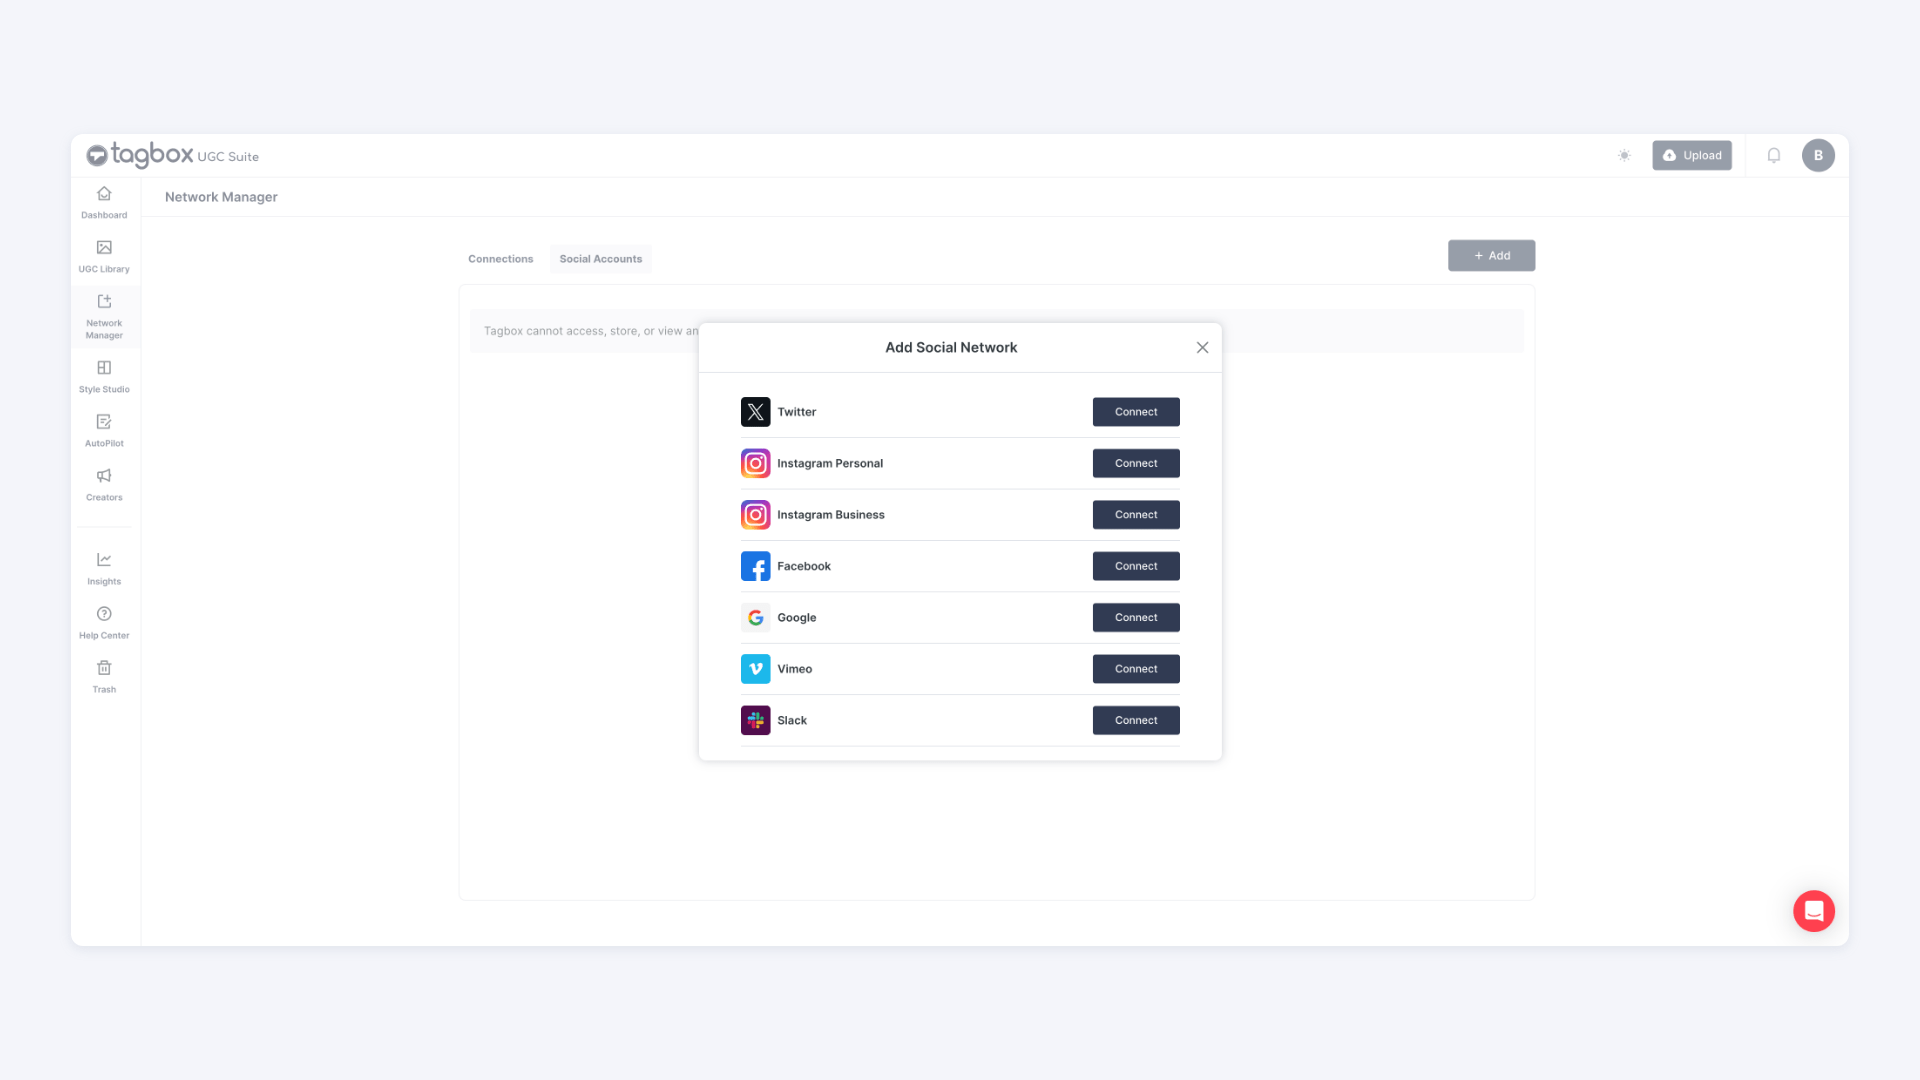 tagbox UGC Suite
Upload
B
Dashboard
UGC Library
Network
Manager
Style Studio
AutoPilot
Creators
Insights
Help Center
Trash
Network Manager
Connections
Social Accounts
+ Add
Tagbox cannot access, store, or view an
Add Social Network
Twitter
Connect
Instagram Personal
Connect
Instagram Business
Connect
Facebook
Connect
Google
Connect
Vimeo
Connect
Slack
Connect